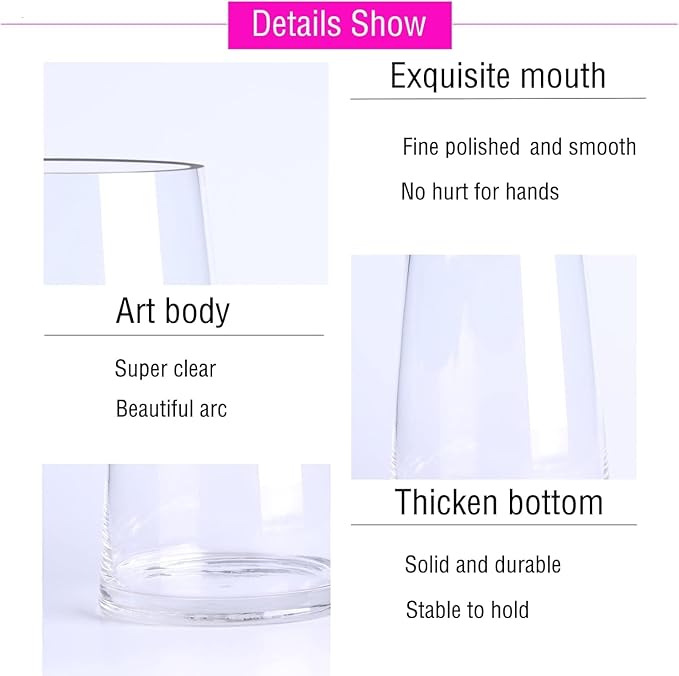 Details Show
Exquisite mouth
Fine polished and smooth
No hurt for hands
Art body
Super clear
Beautiful arc
Thicken bottom
Solid and durable
Stable to hold